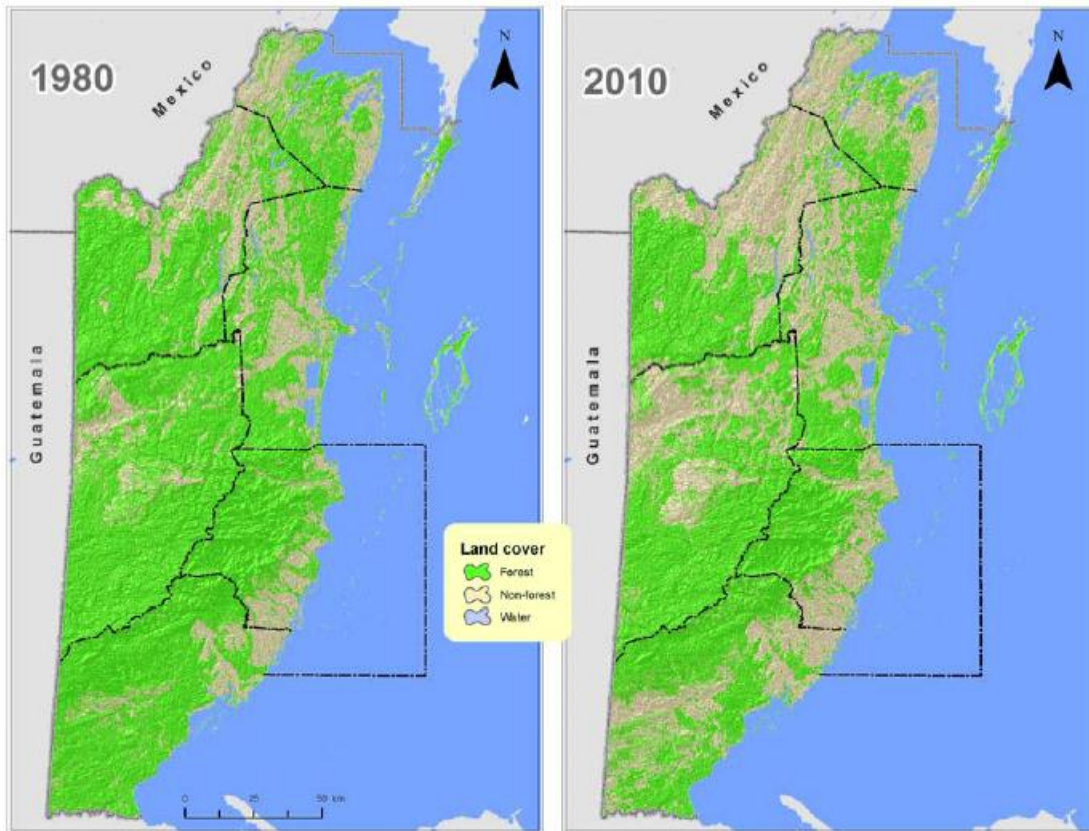 1980
N
Mexico
Guatemala
0 25 50 km
Land cover
Forest
Non-forest
Water
2010
N
Mexico
Guatemala